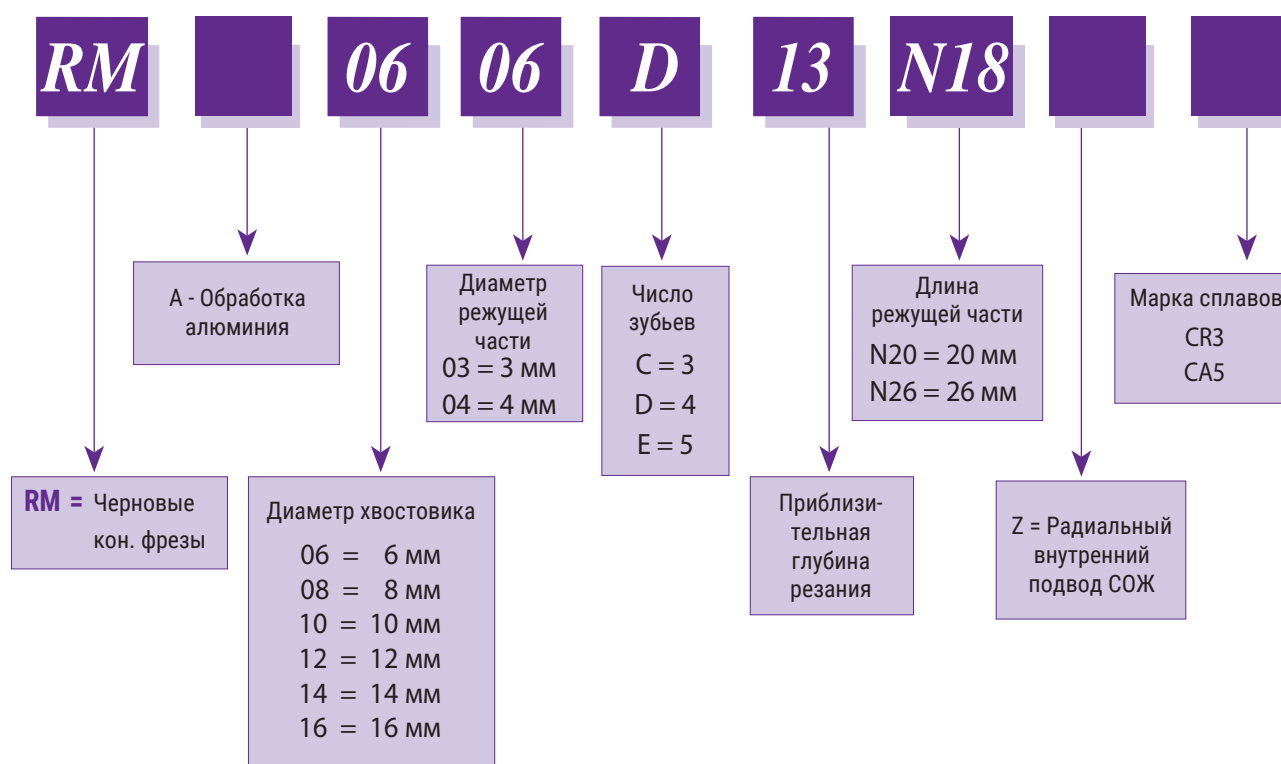 RM 06 06 D 13 N18
А - Обработка
алюминия
Диаметр
режущей
части
03 = 3 мм
04 = 4 мм
Число
зубьев
C = 3
D = 4
E = 5
Длина
режущей части
N20 = 20 мм
N26 = 26 мм
Марка сплавов
CR3
CA5
RM = Черновые
кон. фрезы
Диаметр хвостовика
06 = 6 мм
08 = 8 мм
10 = 10 мм
12 = 12 мм
14 = 14 мм
16 = 16 мм
Приблизи-
тельная
глубина
резания
Z = Радиальный
внутренний
подвод СОЖ